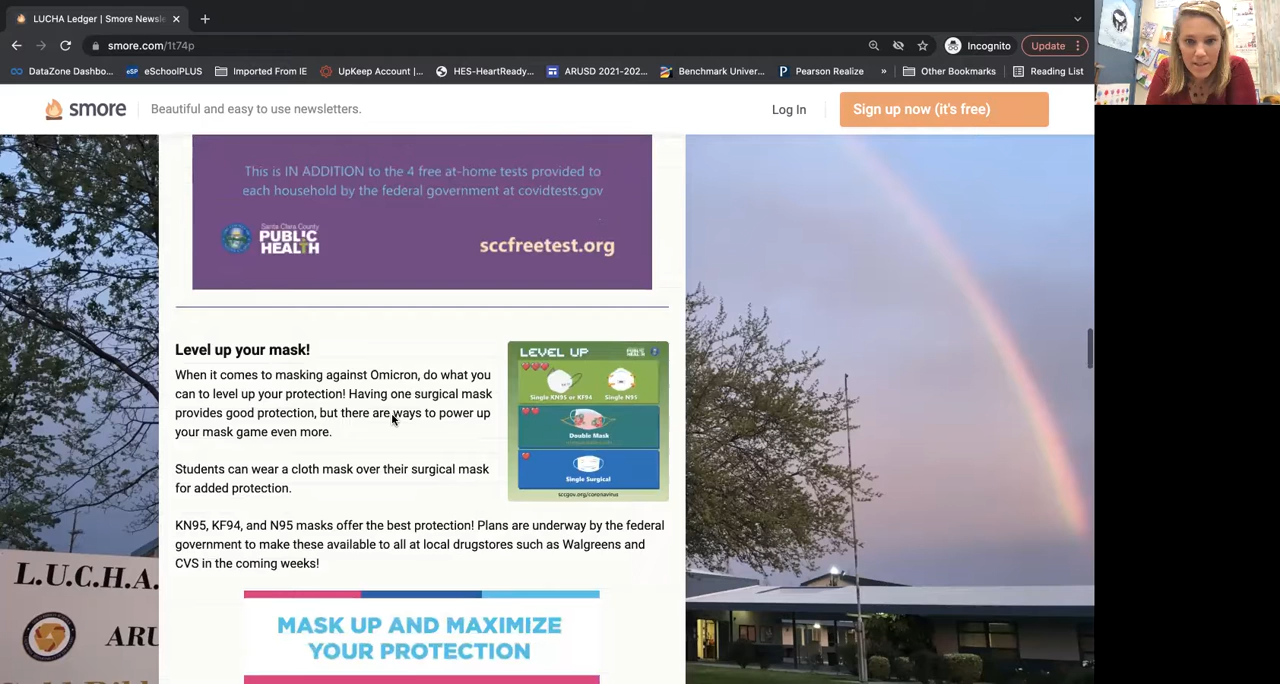 LUCHA Ledger | Smore Newsle
smore.com/1t74p
Incognito
Update
DataZone Dashbo...
eSchoolPLUS
Imported From IE
UpKeep Account |...
HES-HeartReady...
ARUSD 2021-202...
Benchmark Univer...
Pearson Realize
»
Other Bookmarks
Reading List
smore
Beautiful and easy to use newsletters.
Log In
Sign up now (it's free)
This is IN ADDITION to the 4 free at-home tests provided to
each household by the federal government at covidtests.gov
Santa Clara County
PUBLIC
HEALTH
sccfreetest.org
Level up your mask!
When it comes to masking against Omicron, do what you
can to level up your protection! Having one surgical mask
provides good protection, but there are ways to power up
your mask game even more.
Students can wear a cloth mask over their surgical mask
for added protection.
LEVEL UP
Single KN95 or KF94
Single N95
Double Mask
Single Surgical
sccgov.org/coronavirus
KN95, KF94, and N95 masks offer the best protection! Plans are underway by the federal
government to make these available to all at local drugstores such as Walgreens and
CVS in the coming weeks!
MASK UP AND MAXIMIZE
YOUR PROTECTION
L.U.C.H.A.
ARU